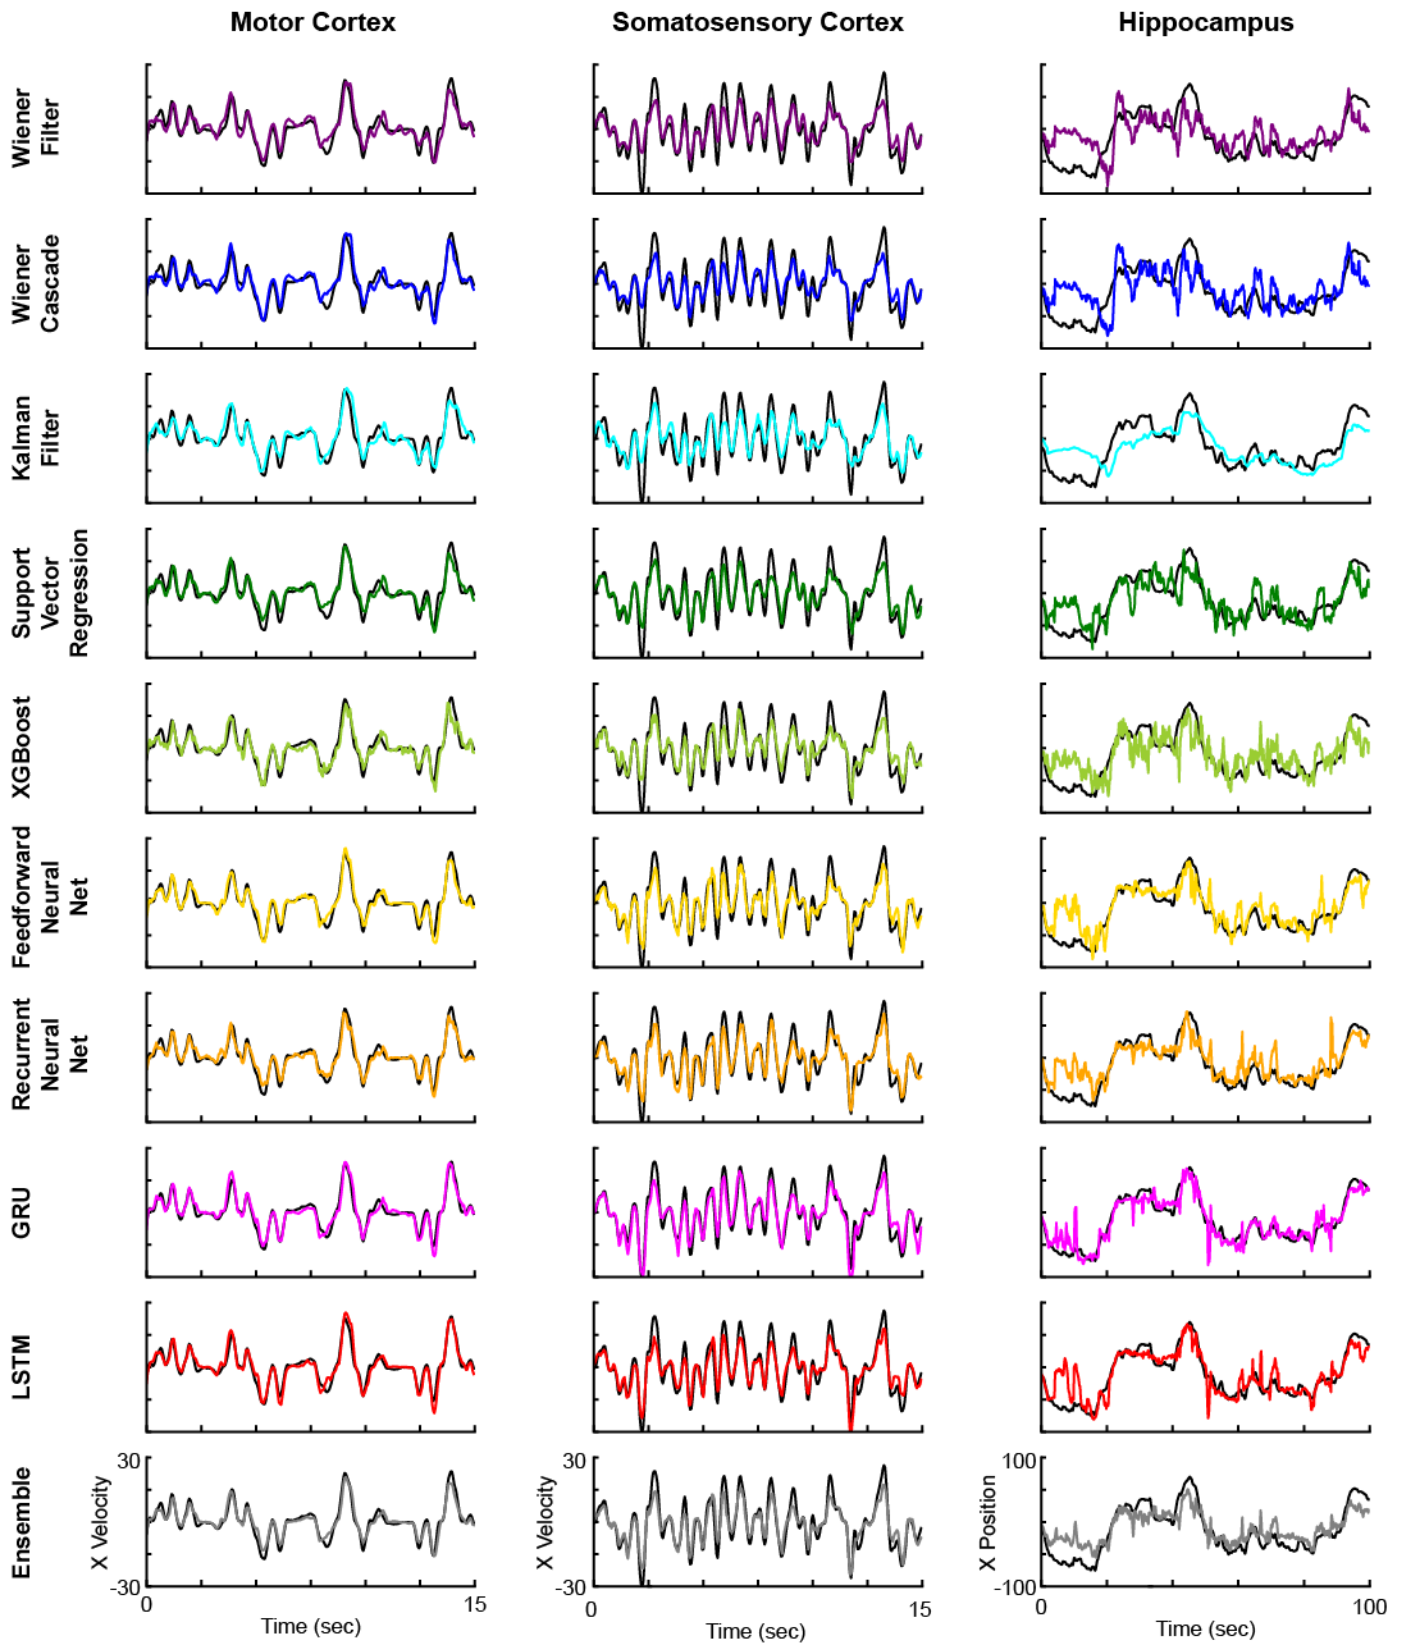 Motor Cortex
Somatosensory Cortex
Hippocampus
Wiener
Filter
Wiener
Cascade
Kalman
Filter
Support
Vector
Regression
XGBoost
Feedforward
Neural
Net
Recurrent
Neural
Net
GRU
LSTM
Ensemble
30
X Velocity
-30
0
15
Time (sec)
30
X Velocity
-30
0
15
Time (sec)
100
X Position
-100
0
100
Time (sec)